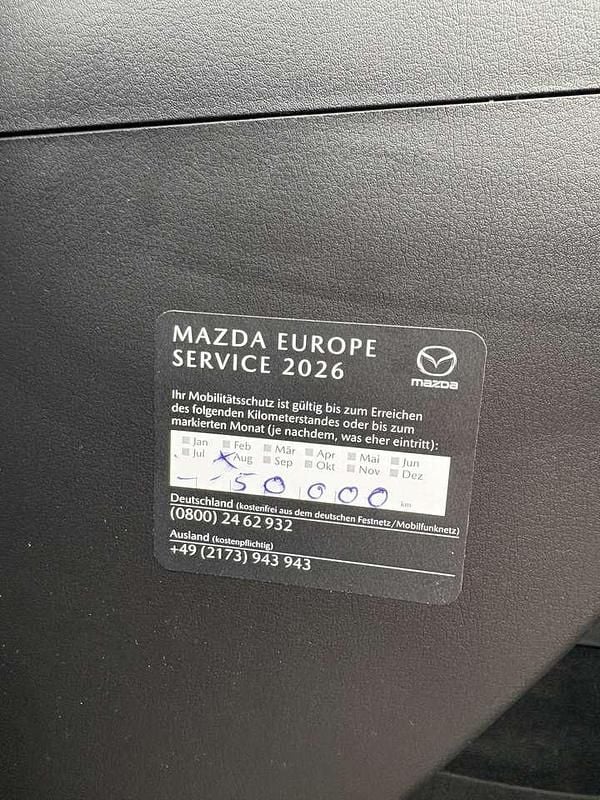 MAZDA EUROPE
SERVICE 2026
mazda
Ihr Mobilitätsschutz ist gültig bis zum Erreichen
des folgenden Kilometerstandes oder bis zum
markierten Monat (je nachdem, was eher eintritt):
Jan Feb Mär Apr Mai Jun
Jul Aug Sep Okt Nov Dez
- - 50 000 km
Deutschland (kostenfrei aus dem deutschen Festnetz/Mobilfunknetz)
(0800) 24 62 932
Ausland (kostenpflichtig)
+49 (2173) 943 943